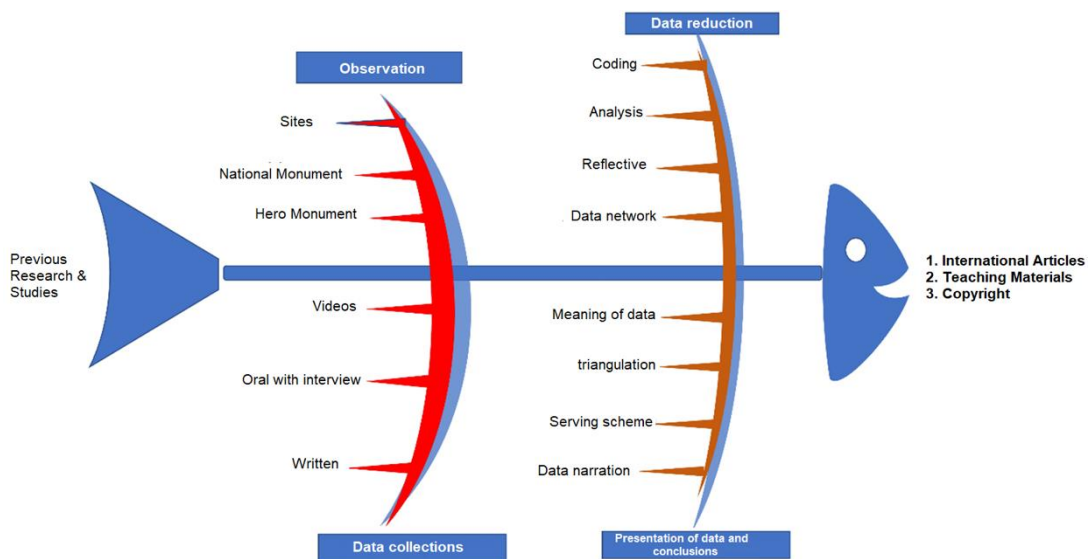 Previous
Research &
Studies
Observation
Sites
National Monument
Hero Monument
Videos
Oral with interview
Written
Data collections
Data reduction
Coding
Analysis
Reflective
Data network
Meaning of data
triangulation
Serving scheme
Data narration
Presentation of data and
conclusions
1. International Articles
2. Teaching Materials
3. Copyright